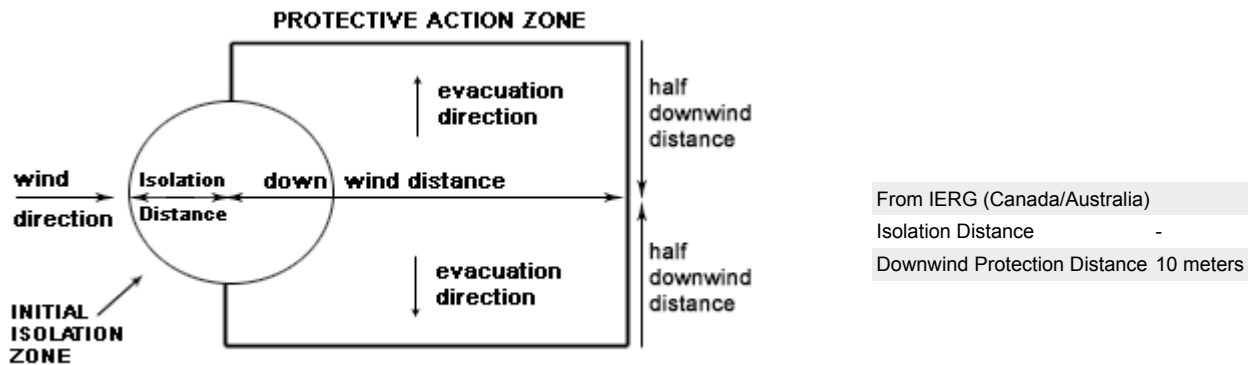 PROTECTIVE ACTION ZONE
evacuation
direction
half
downwind
distance
wind
direction
Isolation
Distance
down wind distance
evacuation
direction
half
downwind
distance
INITIAL
ISOLATION
ZONE
From IERG (Canada/Australia)
Isolation Distance -
Downwind Protection Distance 10 meters